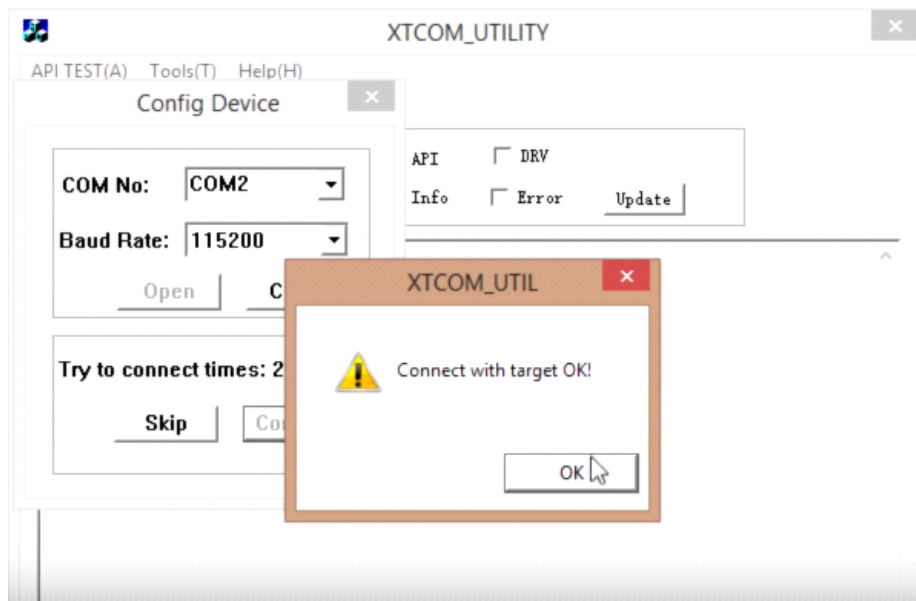 XTCOM_UTILITY
API TEST(A) Tools(T) Help(H)
Config Device
COM No: COM2
Baud Rate: 115200
Open
Try to connect times: 2
Skip
API DRV
Info Error Update
XTCOM_UTIL
Connect with target OK!
OK